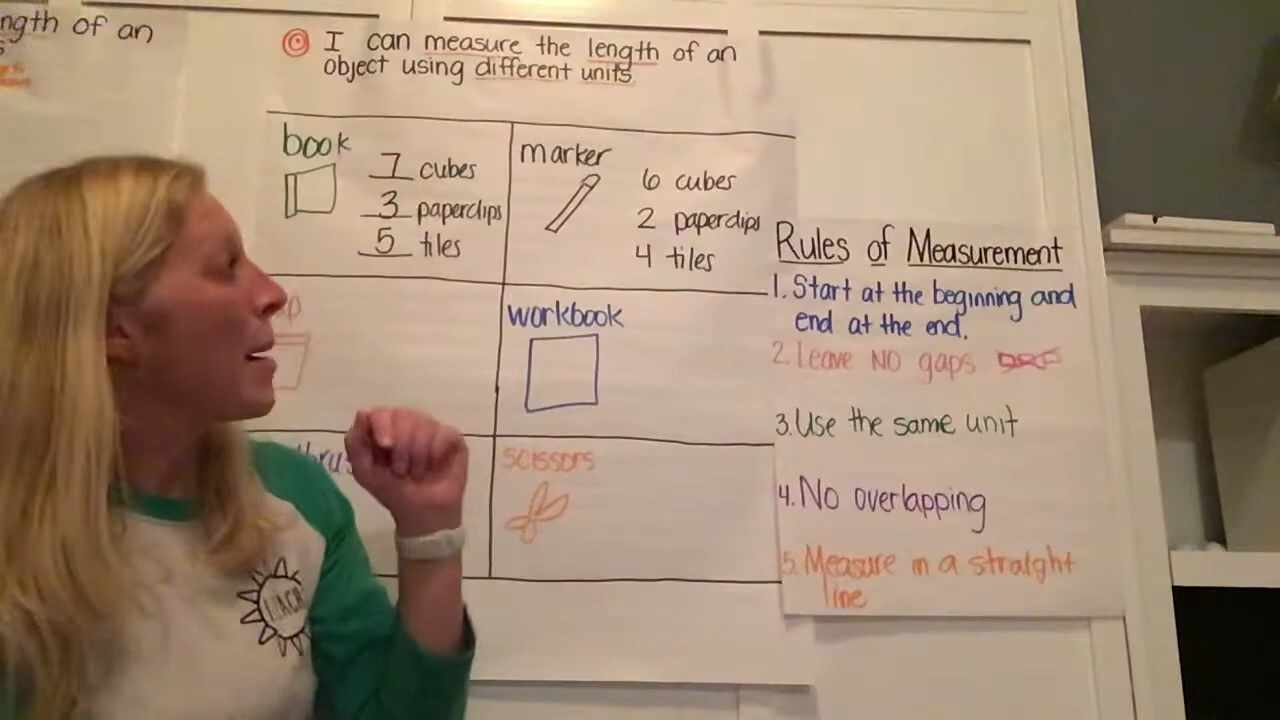 ngth of an
I can measure the length of an
object using different units
book
7 cubes
3 paperclips
5 tiles
marker
6 cubes
2 paperclips
4 tiles
workbook
scissors
Rules of Measurement
1. Start at the beginning and
end at the end.
2. leave NO gaps
3. Use the same unit
4. No overlapping
5. Measure in a straight
line